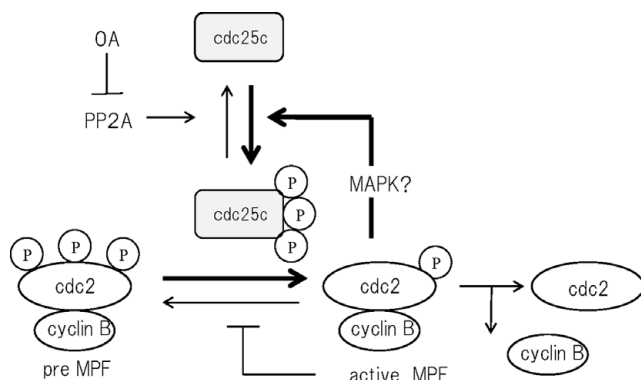 OA
cdc25c
PP2A
MAPK?
P
cdc25c
P
P
P
P
P
P
cdc2
cdc2
cdc2
cyclin B
cyclin B
cyclin B
pre MPF
active MPF